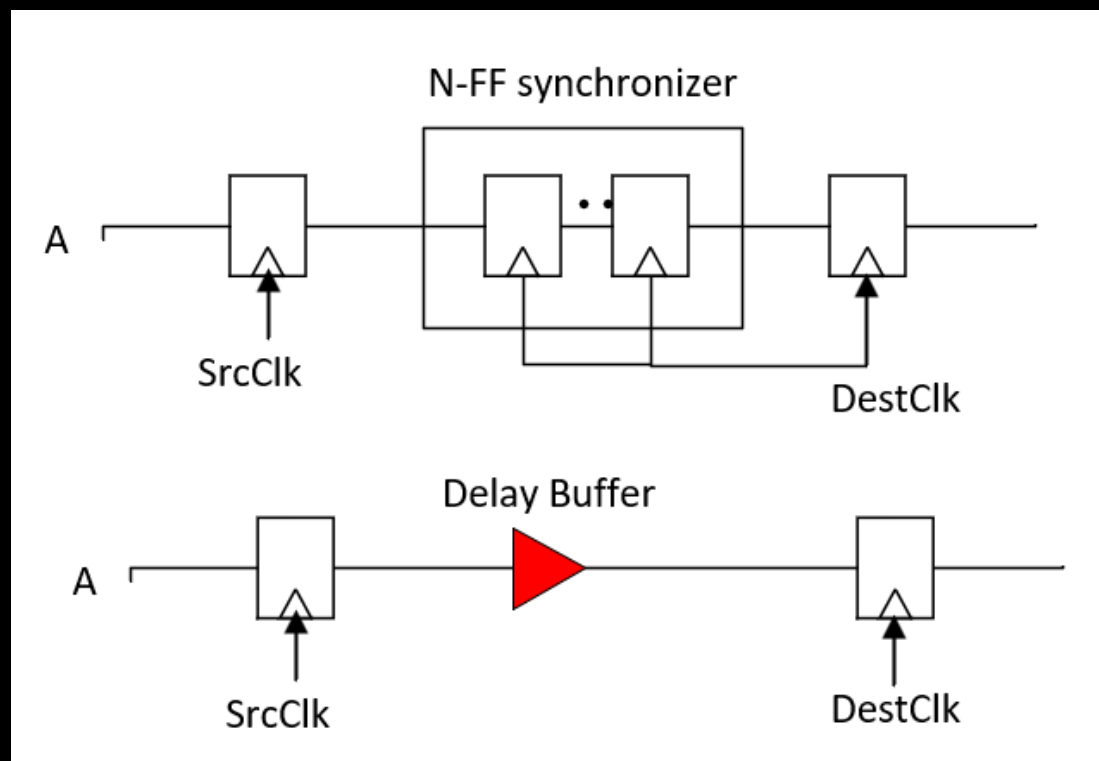 N-FF synchronizer
A
SrcClk
DestClk
Delay Buffer
A
SrcClk
DestClk